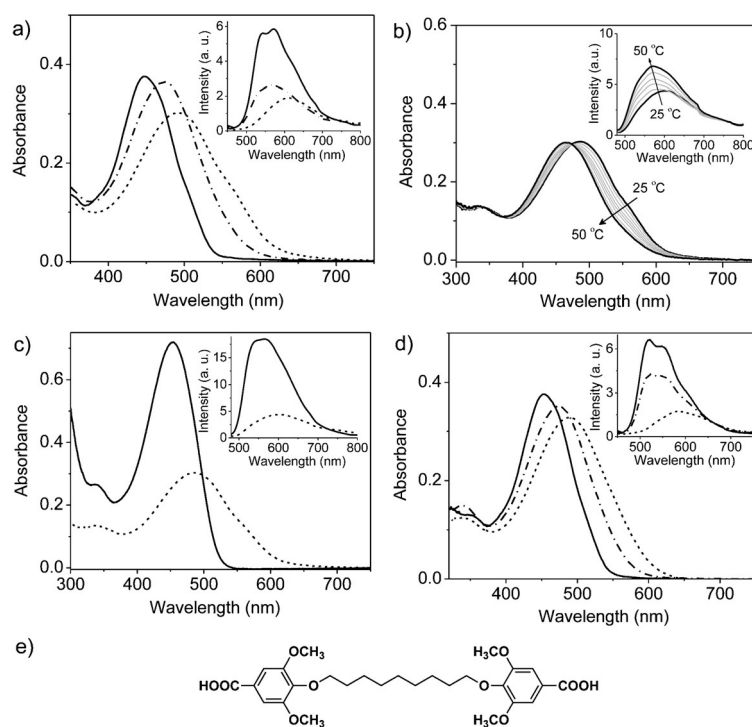 a)
6
4
2
0
Intensity (a. u.)
500 600 700 800
Wavelength (nm)
0.4
0.2
0.0
Absorbance
400 500 600 700
Wavelength (nm)
b)
10
5
0
Intensity (a.u.)
50 °C
25 °C
500 600 700 800
Wavelength (nm)
0.6
0.4
0.2
0.0
Absorbance
25 °C
50 °C
300 400 500 600 700
Wavelength (nm)
c)
15
10
5
0
Intensity (a. u.)
500 600 700 800
Wavelength (nm)
0.6
0.4
0.2
0.0
Absorbance
300 400 500 600 700
Wavelength (nm)
d)
6
3
0
Intensity (a. u.)
500 600 700
Wavelength (nm)
0.4
0.2
0.0
Absorbance
400 500 600 700
Wavelength (nm)
e)
OCH3 H3CO
HOOC O O COOH
OCH3 H3CO